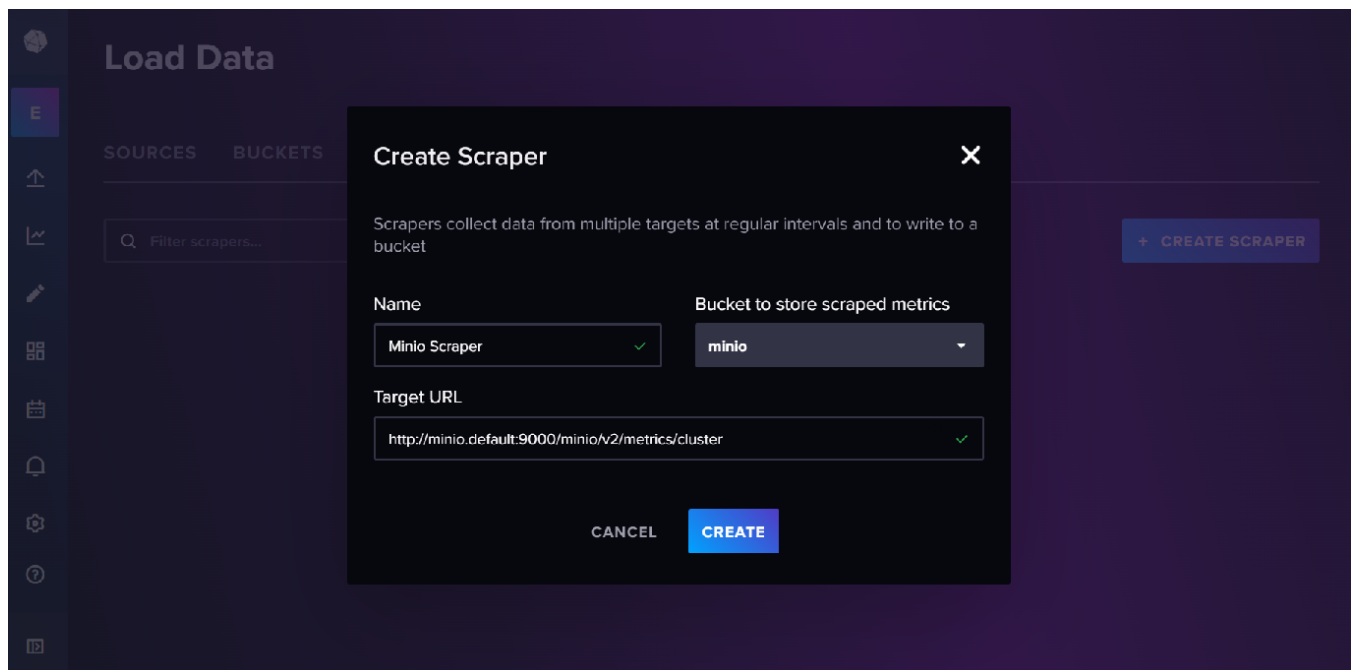 Load Data
E
SOURCES BUCKETS
Filter scrapers...
+ CREATE SCRAPER
Create Scraper
Scrapers collect data from multiple targets at regular intervals and to write to a
bucket
Name
Bucket to store scraped metrics
Minio Scraper
minio
Target URL
http://minio.default:9000/minio/v2/metrics/cluster
CANCEL CREATE